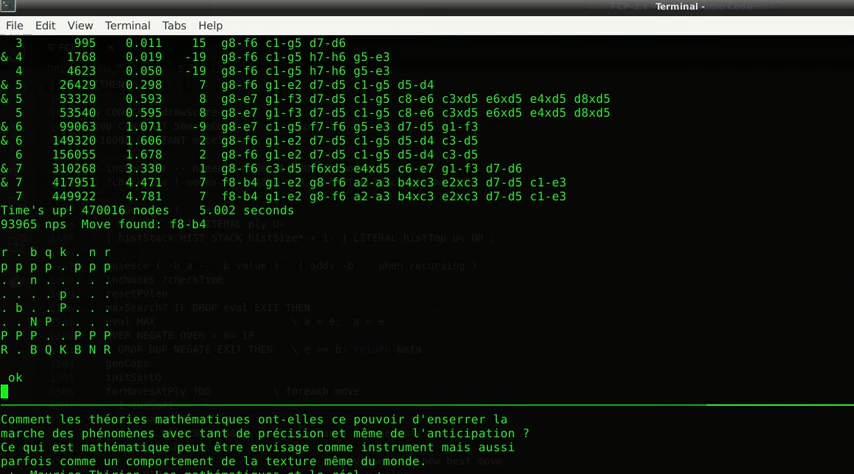 Terminal -
File Edit View Terminal Tabs Help
3 995 0.011 15 g8-f6 c1-g5 d7-d6
& 4 1768 0.019 -19 g8-f6 c1-g5 h7-h6 g5-e3
4 4623 0.050 -19 g8-f6 c1-g5 h7-h6 g5-e3
& 5 26429 0.298 7 g8-f6 g1-e2 d7-d5 c1-g5 d5-d4
& 5 53320 0.593 8 g8-e7 g1-f3 d7-d5 c1-g5 c8-e6 c3xd5 e6xd5 e4xd5 d8xd5
5 53540 0.595 8 g8-e7 g1-f3 d7-d5 c1-g5 c8-e6 c3xd5 e6xd5 e4xd5 d8xd5
& 6 99063 1.071 -9 g8-e7 c1-g5 f7-f6 g5-e3 d7-d5 g1-f3
& 6 149320 1.606 2 g8-f6 g1-e2 d7-d5 c1-g5 d5-d4 c3-d5
6 156055 1.678 2 g8-f6 g1-e2 d7-d5 c1-g5 d5-d4 c3-d5
& 7 310268 3.330 1 g8-f6 c3-d5 f6xd5 e4xd5 c6-e7 g1-f3 d7-d6
& 7 417951 4.471 7 f8-b4 g1-e2 g8-f6 a2-a3 b4xc3 e2xc3 d7-d5 c1-e3
7 449922 4.781 7 f8-b4 g1-e2 g8-f6 a2-a3 b4xc3 e2xc3 d7-d5 c1-e3
Time's up! 470016 nodes 5.002 seconds
93965 nps Move found: f8-b4
r . b q k . n r
p p p p . p p p
. . n . . . . .
. . . . p . . .
. b . . P . . .
. . N P . . . .
P P P . . P P P
R . B Q K B N R
ok
Comment les théories mathématiques ont-elles ce pouvoir d'enserrer la
marche des phénomènes avec tant de précision et même de l'anticipation ?
Ce qui est mathématique peut être envisage comme instrument mais aussi
parfois comme un comportement de la texture même du monde.